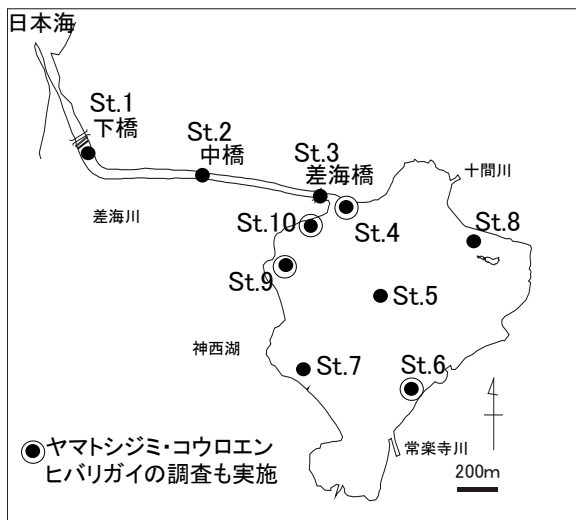 日本海
St.1
下橋
St.2
中橋
St.3
差海橋
十間川
差海川
St.10
St.4
St.8
St.9
St.5
神西湖
St.7
St.6
ヤマトシジミ・コウロエン
ヒバリガイの調査も実施
常楽寺川
200m